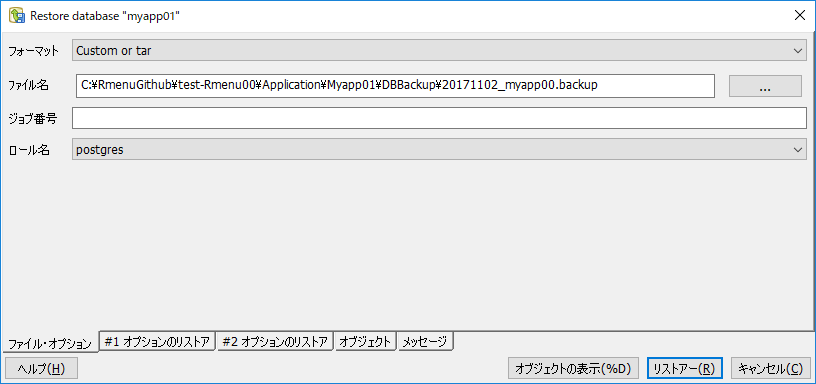 Restore database "myapp01"
フォーマット Custom or tar
ファイル名 C:¥RmenuGithub¥test-Rmenu00¥Application¥Myapp01¥DBBackup¥20171102_myapp00.backup ...
ジョブ番号
ロール名 postgres
ファイル・オプション #1 オプションのリストア #2 オプションのリストア オブジェクト メッセージ
ヘルプ(H) オブジェクトの表示(%D) リストアー(R) キャンセル(C)